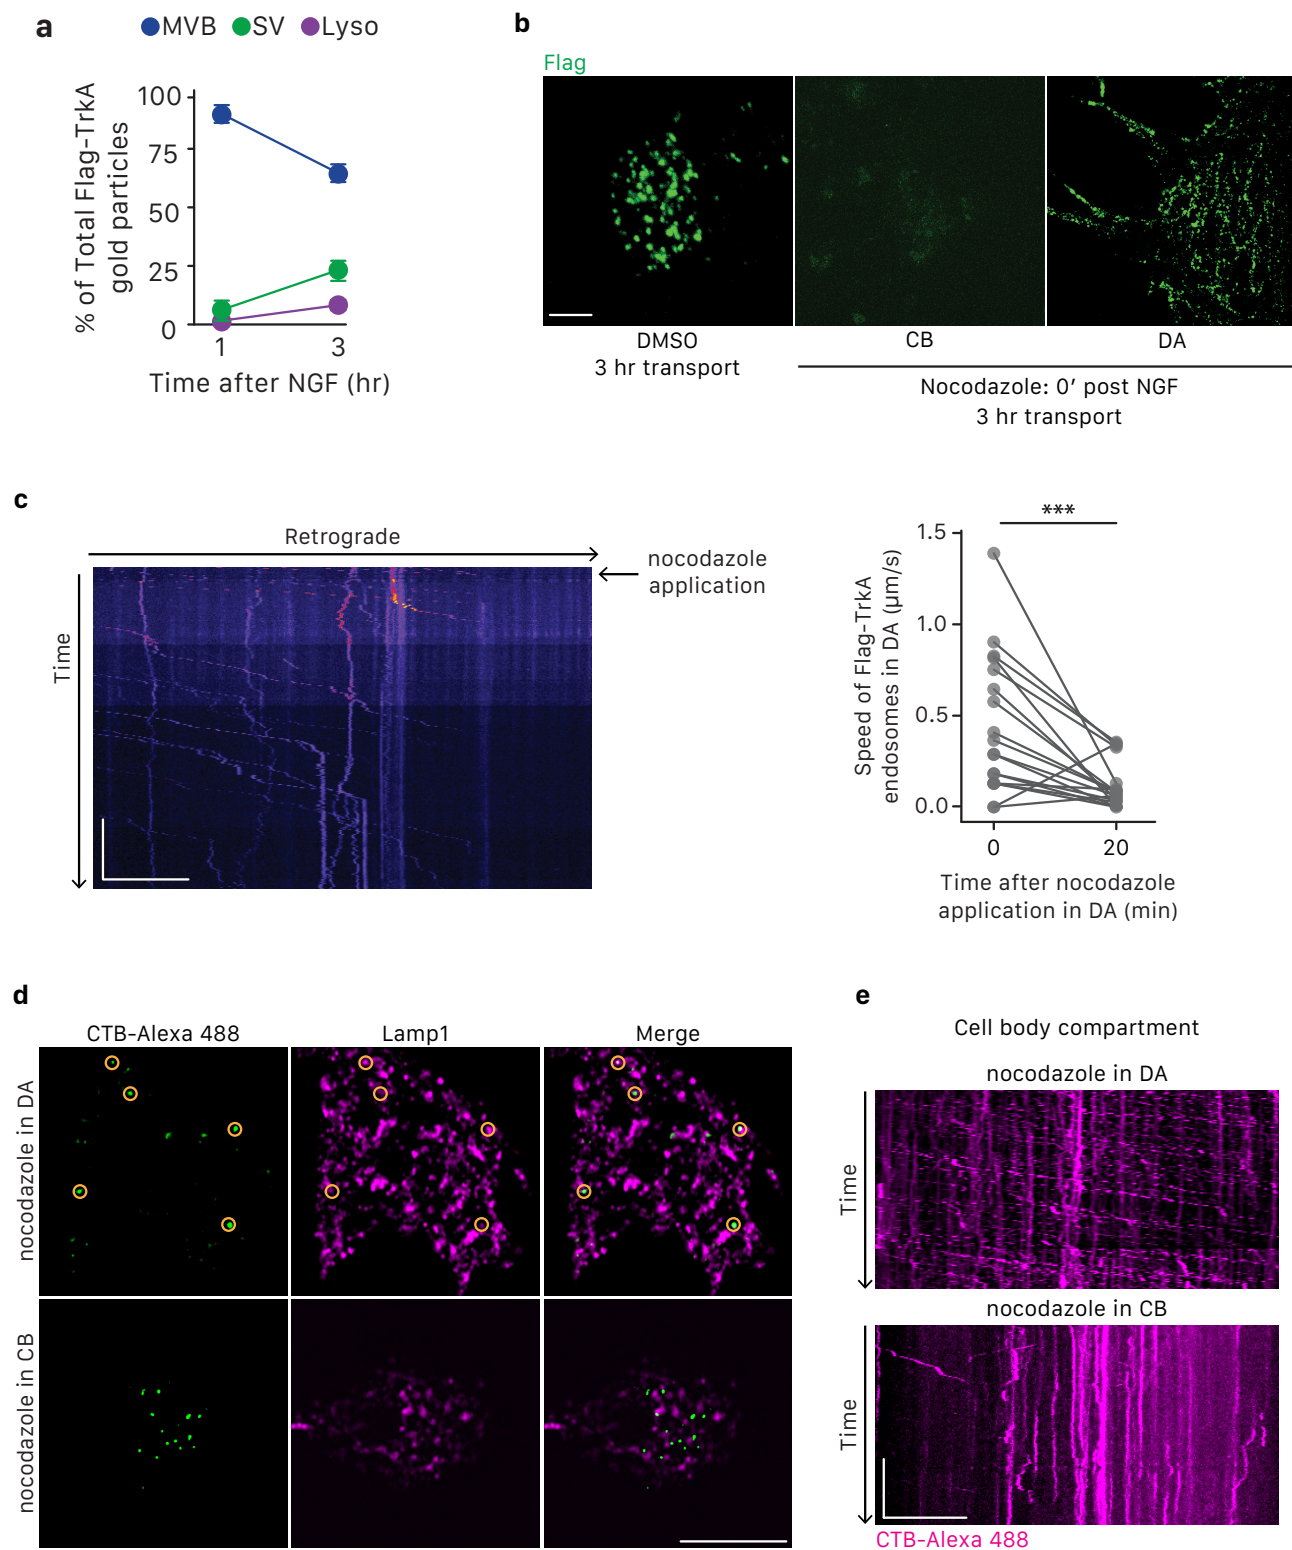 a
MVB SV Lyso
% of Total Flag-TrkA
gold particles
100
75
50
25
0
1 3
Time after NGF (hr)
b
Flag
DMSO
3 hr transport
CB
DA
Nocodazole: 0′ post NGF
3 hr transport
c
Retrograde
nocodazole
application
Time
***
Speed of Flag-TrkA
endosomes in DA (μm/s)
1.5
1.0
0.5
0.0
0 20
Time after nocodazole
application in DA (min)
d
CTB-Alexa 488 Lamp1 Merge
nocodazole in DA
nocodazole in CB
e
Cell body compartment
nocodazole in DA
Time
nocodazole in CB
Time
CTB-Alexa 488